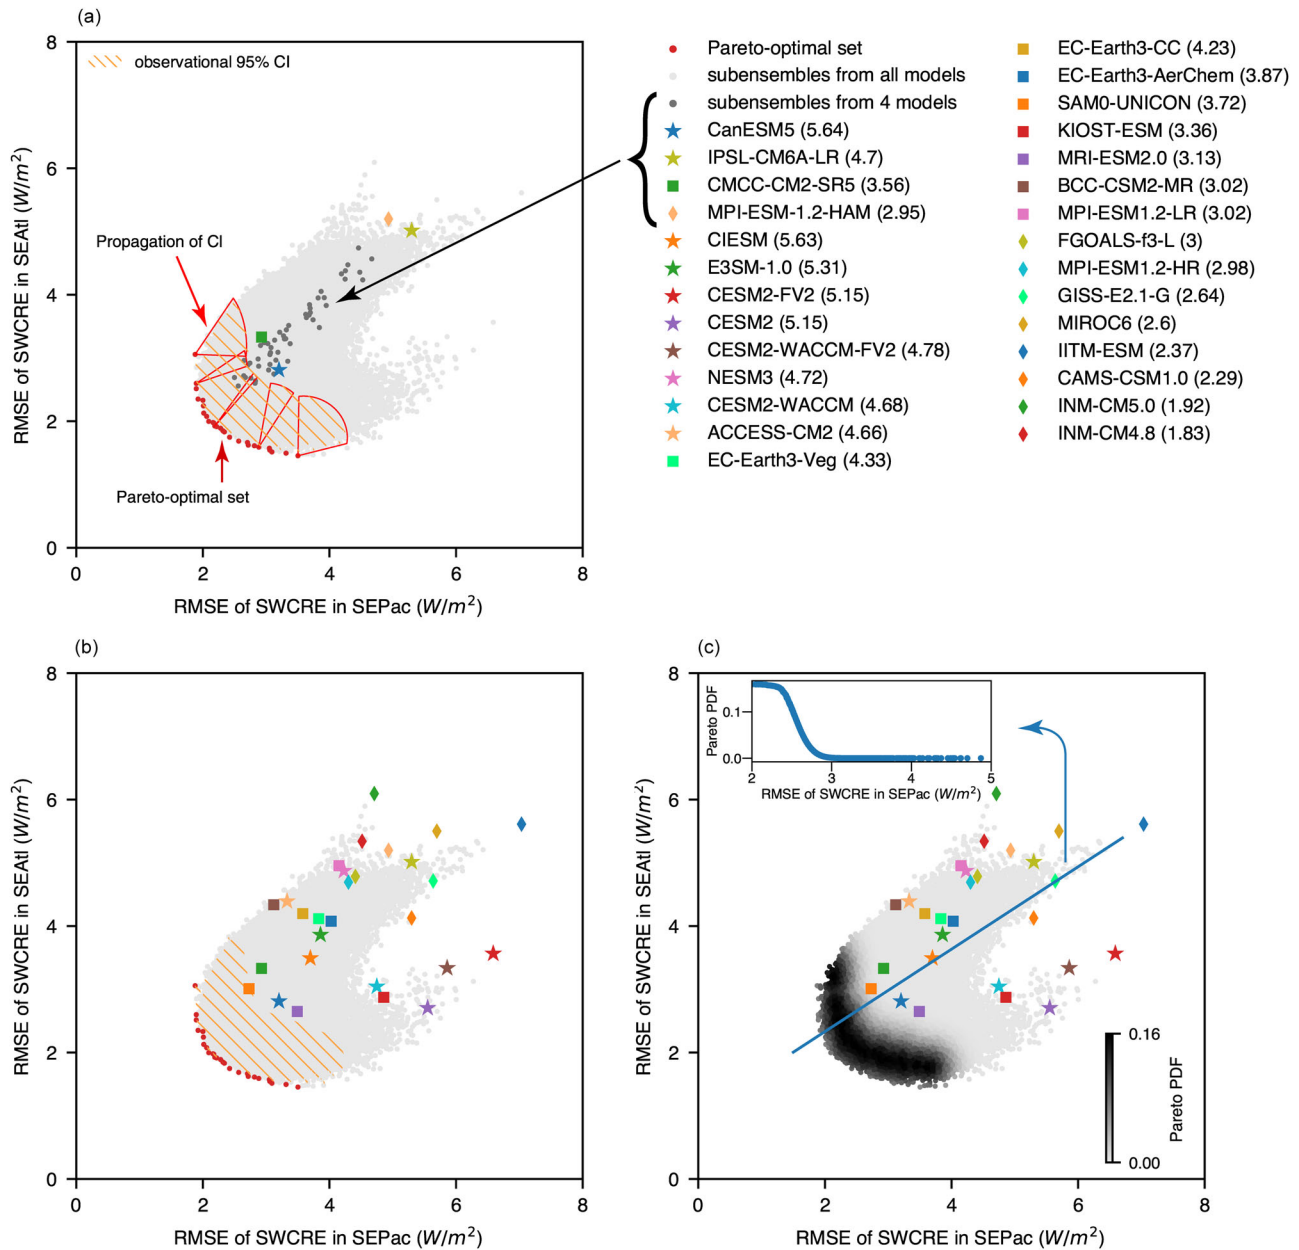 (a)
8
6
4
2
0
0
2
4
6
8
RMSE of SWCRE in SEAtl (W/m²)
RMSE of SWCRE in SEPac (W/m²)
observational 95% CI
Propagation of CI
Pareto-optimal set
Pareto-optimal set
subensembles from all models
subensembles from 4 models
CanESM5 (5.64)
IPSL-CM6A-LR (4.7)
CMCC-CM2-SR5 (3.56)
MPI-ESM-1.2-HAM (2.95)
CIESM (5.63)
E3SM-1.0 (5.31)
CESM2-FV2 (5.15)
CESM2 (5.15)
CESM2-WACCM-FV2 (4.78)
NESM3 (4.72)
CESM2-WACCM (4.68)
ACCESS-CM2 (4.66)
EC-Earth3-Veg (4.33)
EC-Earth3-CC (4.23)
EC-Earth3-AerChem (3.87)
SAM0-UNICON (3.72)
KIOST-ESM (3.36)
MRI-ESM2.0 (3.13)
BCC-CSM2-MR (3.02)
MPI-ESM1.2-LR (3.02)
FGOALS-f3-L (3)
MPI-ESM1.2-HR (2.98)
GISS-E2.1-G (2.64)
MIROC6 (2.6)
IITM-ESM (2.37)
CAMS-CSM1.0 (2.29)
INM-CM5.0 (1.92)
INM-CM4.8 (1.83)
(b)
8
6
4
2
0
0
2
4
6
8
RMSE of SWCRE in SEAtl (W/m²)
RMSE of SWCRE in SEPac (W/m²)
(c)
8
6
4
2
0
0
2
4
6
8
RMSE of SWCRE in SEAtl (W/m²)
RMSE of SWCRE in SEPac (W/m²)
Pareto PDF
0.1
0.0
2
3
4
5
RMSE of SWCRE in SEPac (W/m²)
0.16
0.00
Pareto PDF